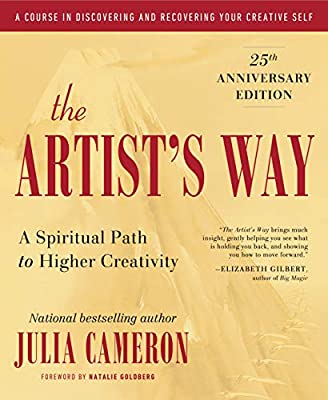 A COURSE IN DISCOVERING AND RECOVERING YOUR CREATIVE SELF
25th
ANNIVERSARY
EDITION
the
ARTIST'S WAY
A Spiritual Path
to Higher Creativity
"The Artist's Way brings much
insight, gently helping you see what
is holding you back, and showing
you how to move forward."
—ELIZABETH GILBERT,
author of Big Magic
National bestselling author
JULIA CAMERON
FOREWORD BY NATALIE GOLDBERG